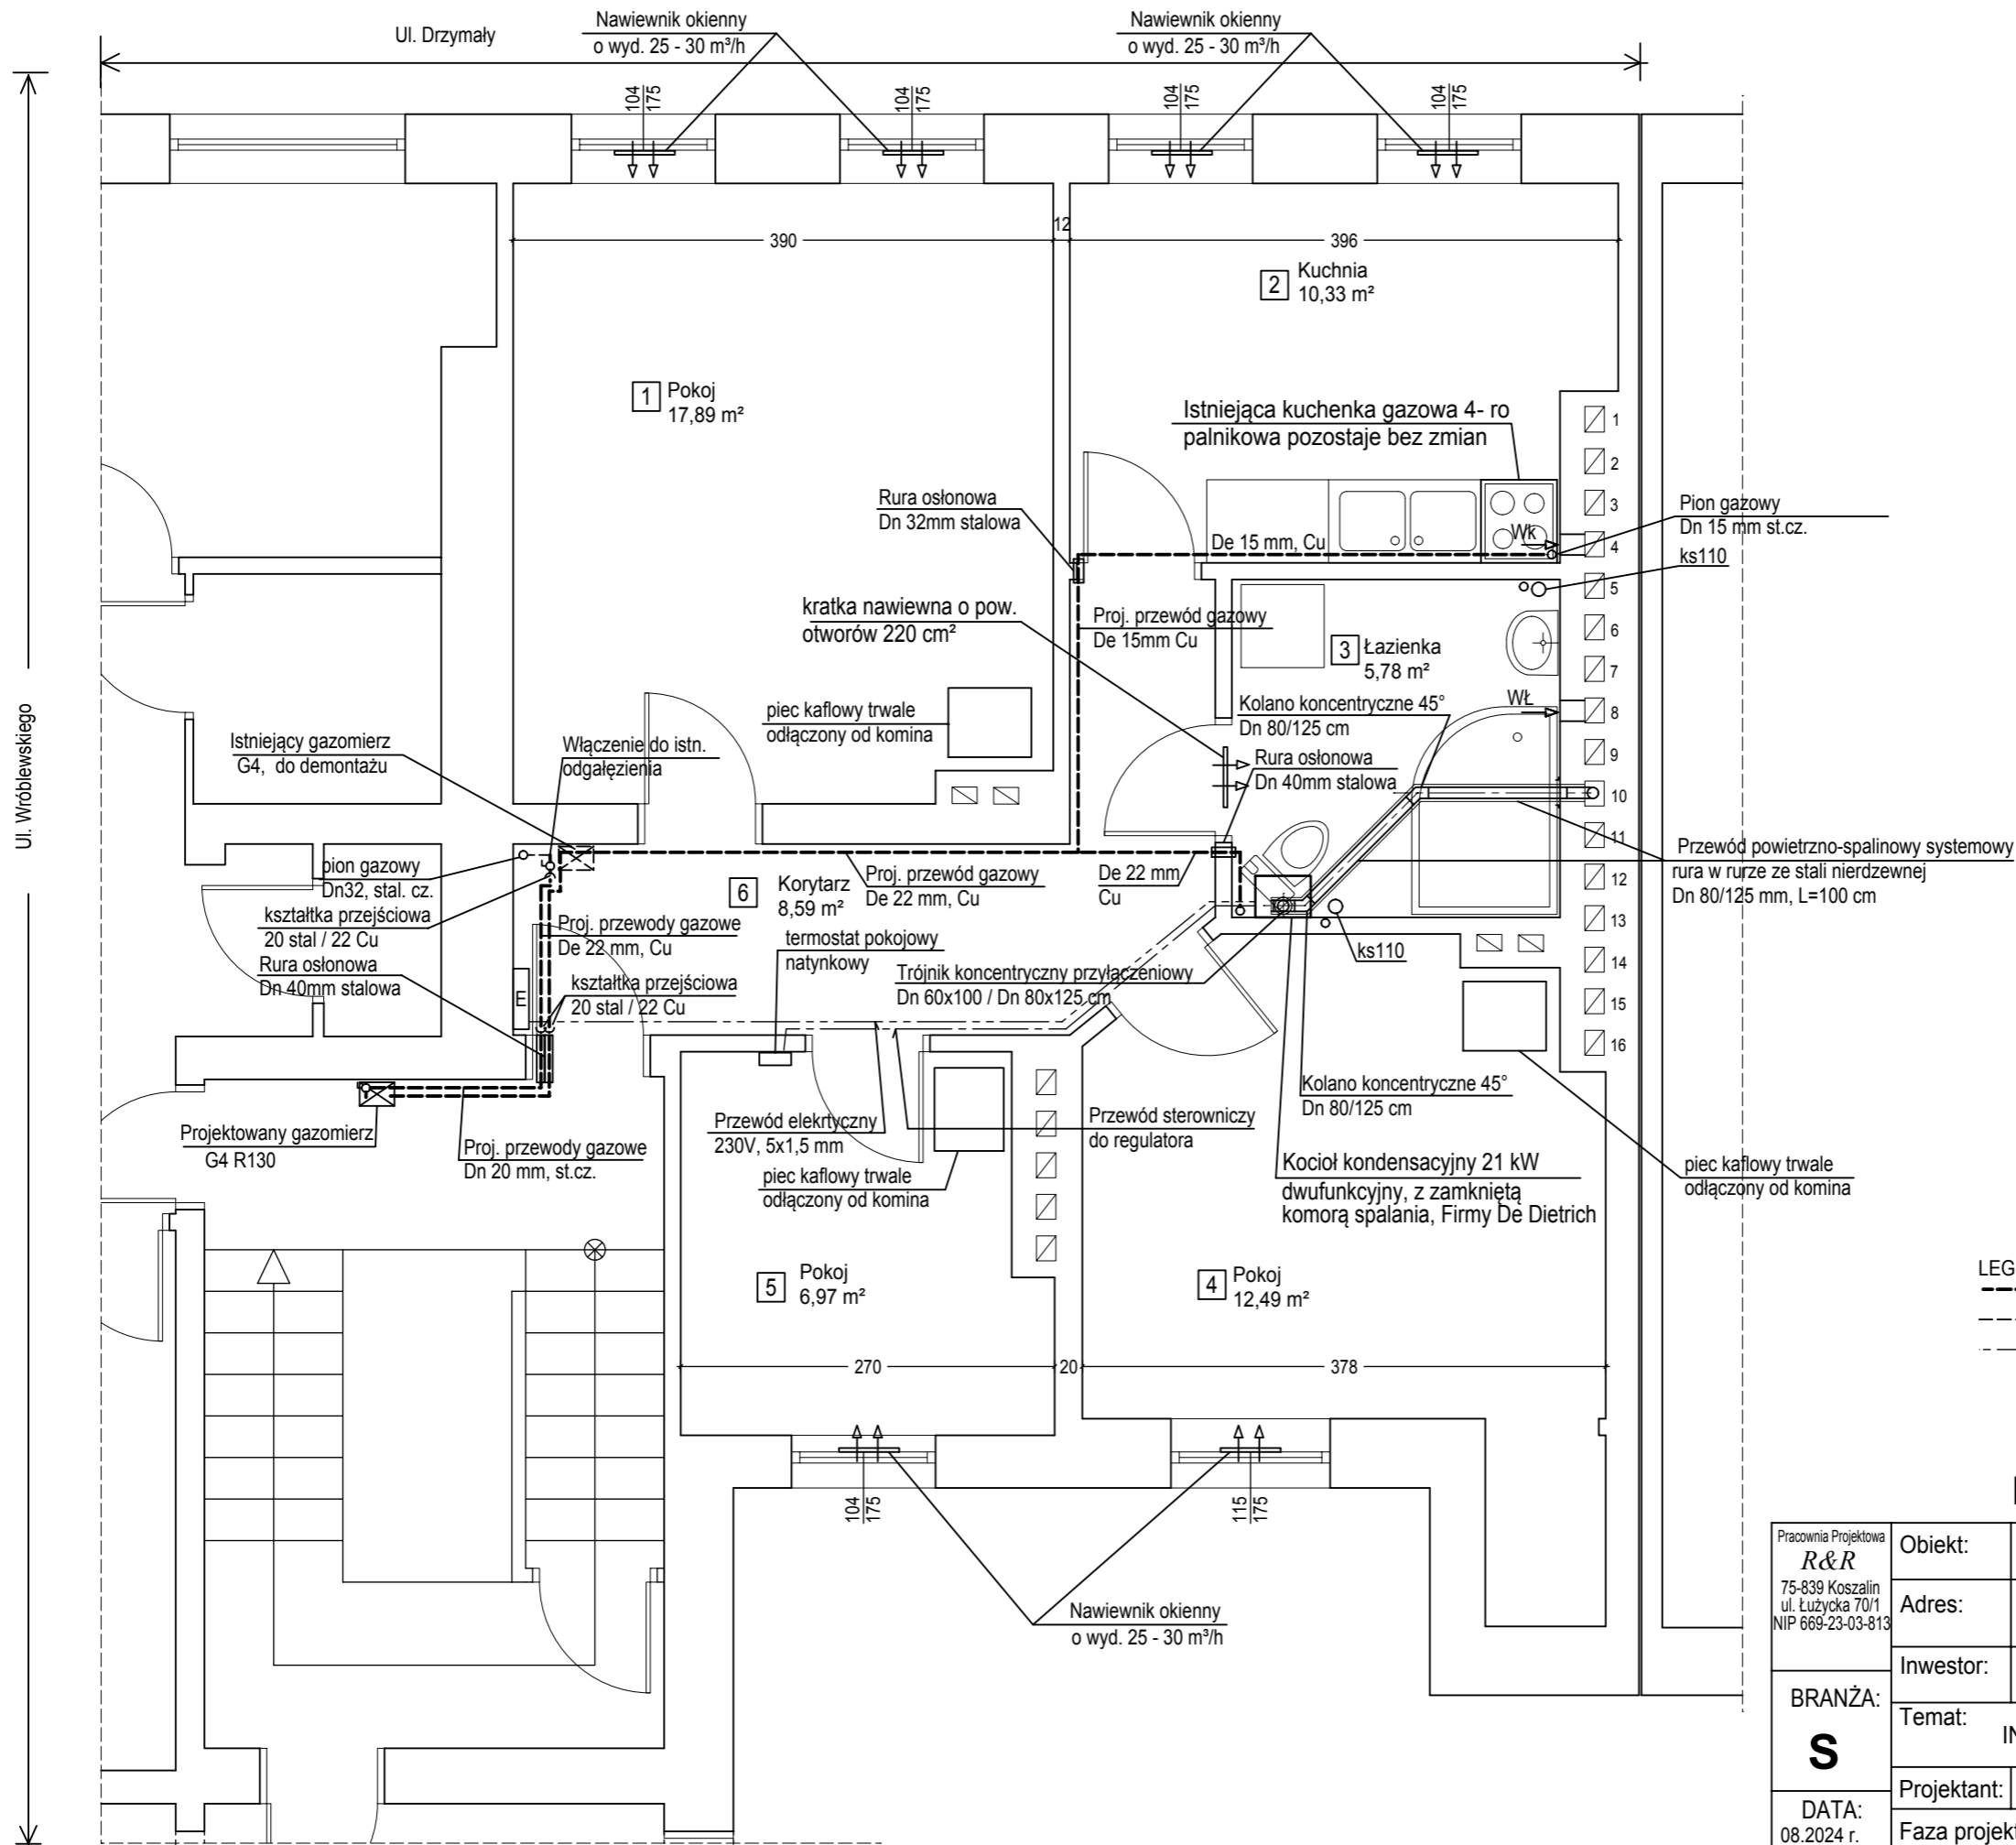 Ul. Drzymały
Nawiewnik okienny
o wyd. 25 - 30 m³/h
Nawiewnik okienny
o wyd. 25 - 30 m³/h
104
175
104
175
104
175
104
175
390
12
396
2
Kuchnia
10,33 m²
1
Pokoj
17,89 m²
Istniejąca kuchenka gazowa 4- ro
palnikowa pozostaje bez zmian
1
2
3
4
5
6
7
8
9
10
11
12
13
14
15
16
Rura osłonowa
Dn 32mm stalowa
De 15 mm, Cu
Wk
Pion gazowy
Dn 15 mm st.cz.
ks110
kratka nawiewna o pow.
otworów 220 cm²
Proj. przewód gazowy
De 15mm Cu
3
Łazienka
5,78 m²
Ul. Wróblewskiego
Istniejący gazomierz
G4, do demontażu
Włączenie do istn.
odgałęzienia
piec kaflowy trwale
odłączony od komina
Kolano koncentryczne 45°
Dn 80/125 cm
WŁ
Rura osłonowa
Dn 40mm stalowa
Przewód powietrzno-spalinowy systemowy
rura w rurze ze stali nierdzewnej
Dn 80/125 mm, L=100 cm
pion gazowy
Dn32, stal. cz.
kształtka przejściowa
20 stal / 22 Cu
Rura osłonowa
Dn 40mm stalowa
6
Korytarz
8,59 m²
Proj. przewód gazowy
De 22 mm, Cu
De 22 mm
Cu
Proj. przewody gazowe
De 22 mm, Cu
termostat pokojowy
natynkowy
ks110
E
kształtka przejściowa
20 stal / 22 Cu
Trójnik koncentryczny przyłączeniowy
Dn 60x100 / Dn 80x125 cm
Projektowany gazomierz
G4 R130
Proj. przewody gazowe
Dn 20 mm, st.cz.
Przewód elekrtyczny
230V, 5x1,5 mm
Przewód sterowniczy
do regulatora
Kolano koncentryczne 45°
Dn 80/125 cm
piec kaflowy trwale
odłączony od komina
Kocioł kondensacyjny 21 kW
dwufunkcyjny, z zamkniętą
komorą spalania, Firmy De Dietrich
piec kaflowy trwale
odłączony od komina
5
Pokoj
6,97 m²
4
Pokoj
12,49 m²
LEG
270
20
378
104
175
115
175
Nawiewnik okienny
o wyd. 25 - 30 m³/h
Pracownia Projektowa
R&R
75-839 Koszalin
ul. Łużycka 70/1
NIP 669-23-03-813
Obiekt:
Adres:
Inwestor:
BRANŻA:
S
Temat:
IN
Projektant:
DATA:
08.2024 r.
Faza projek